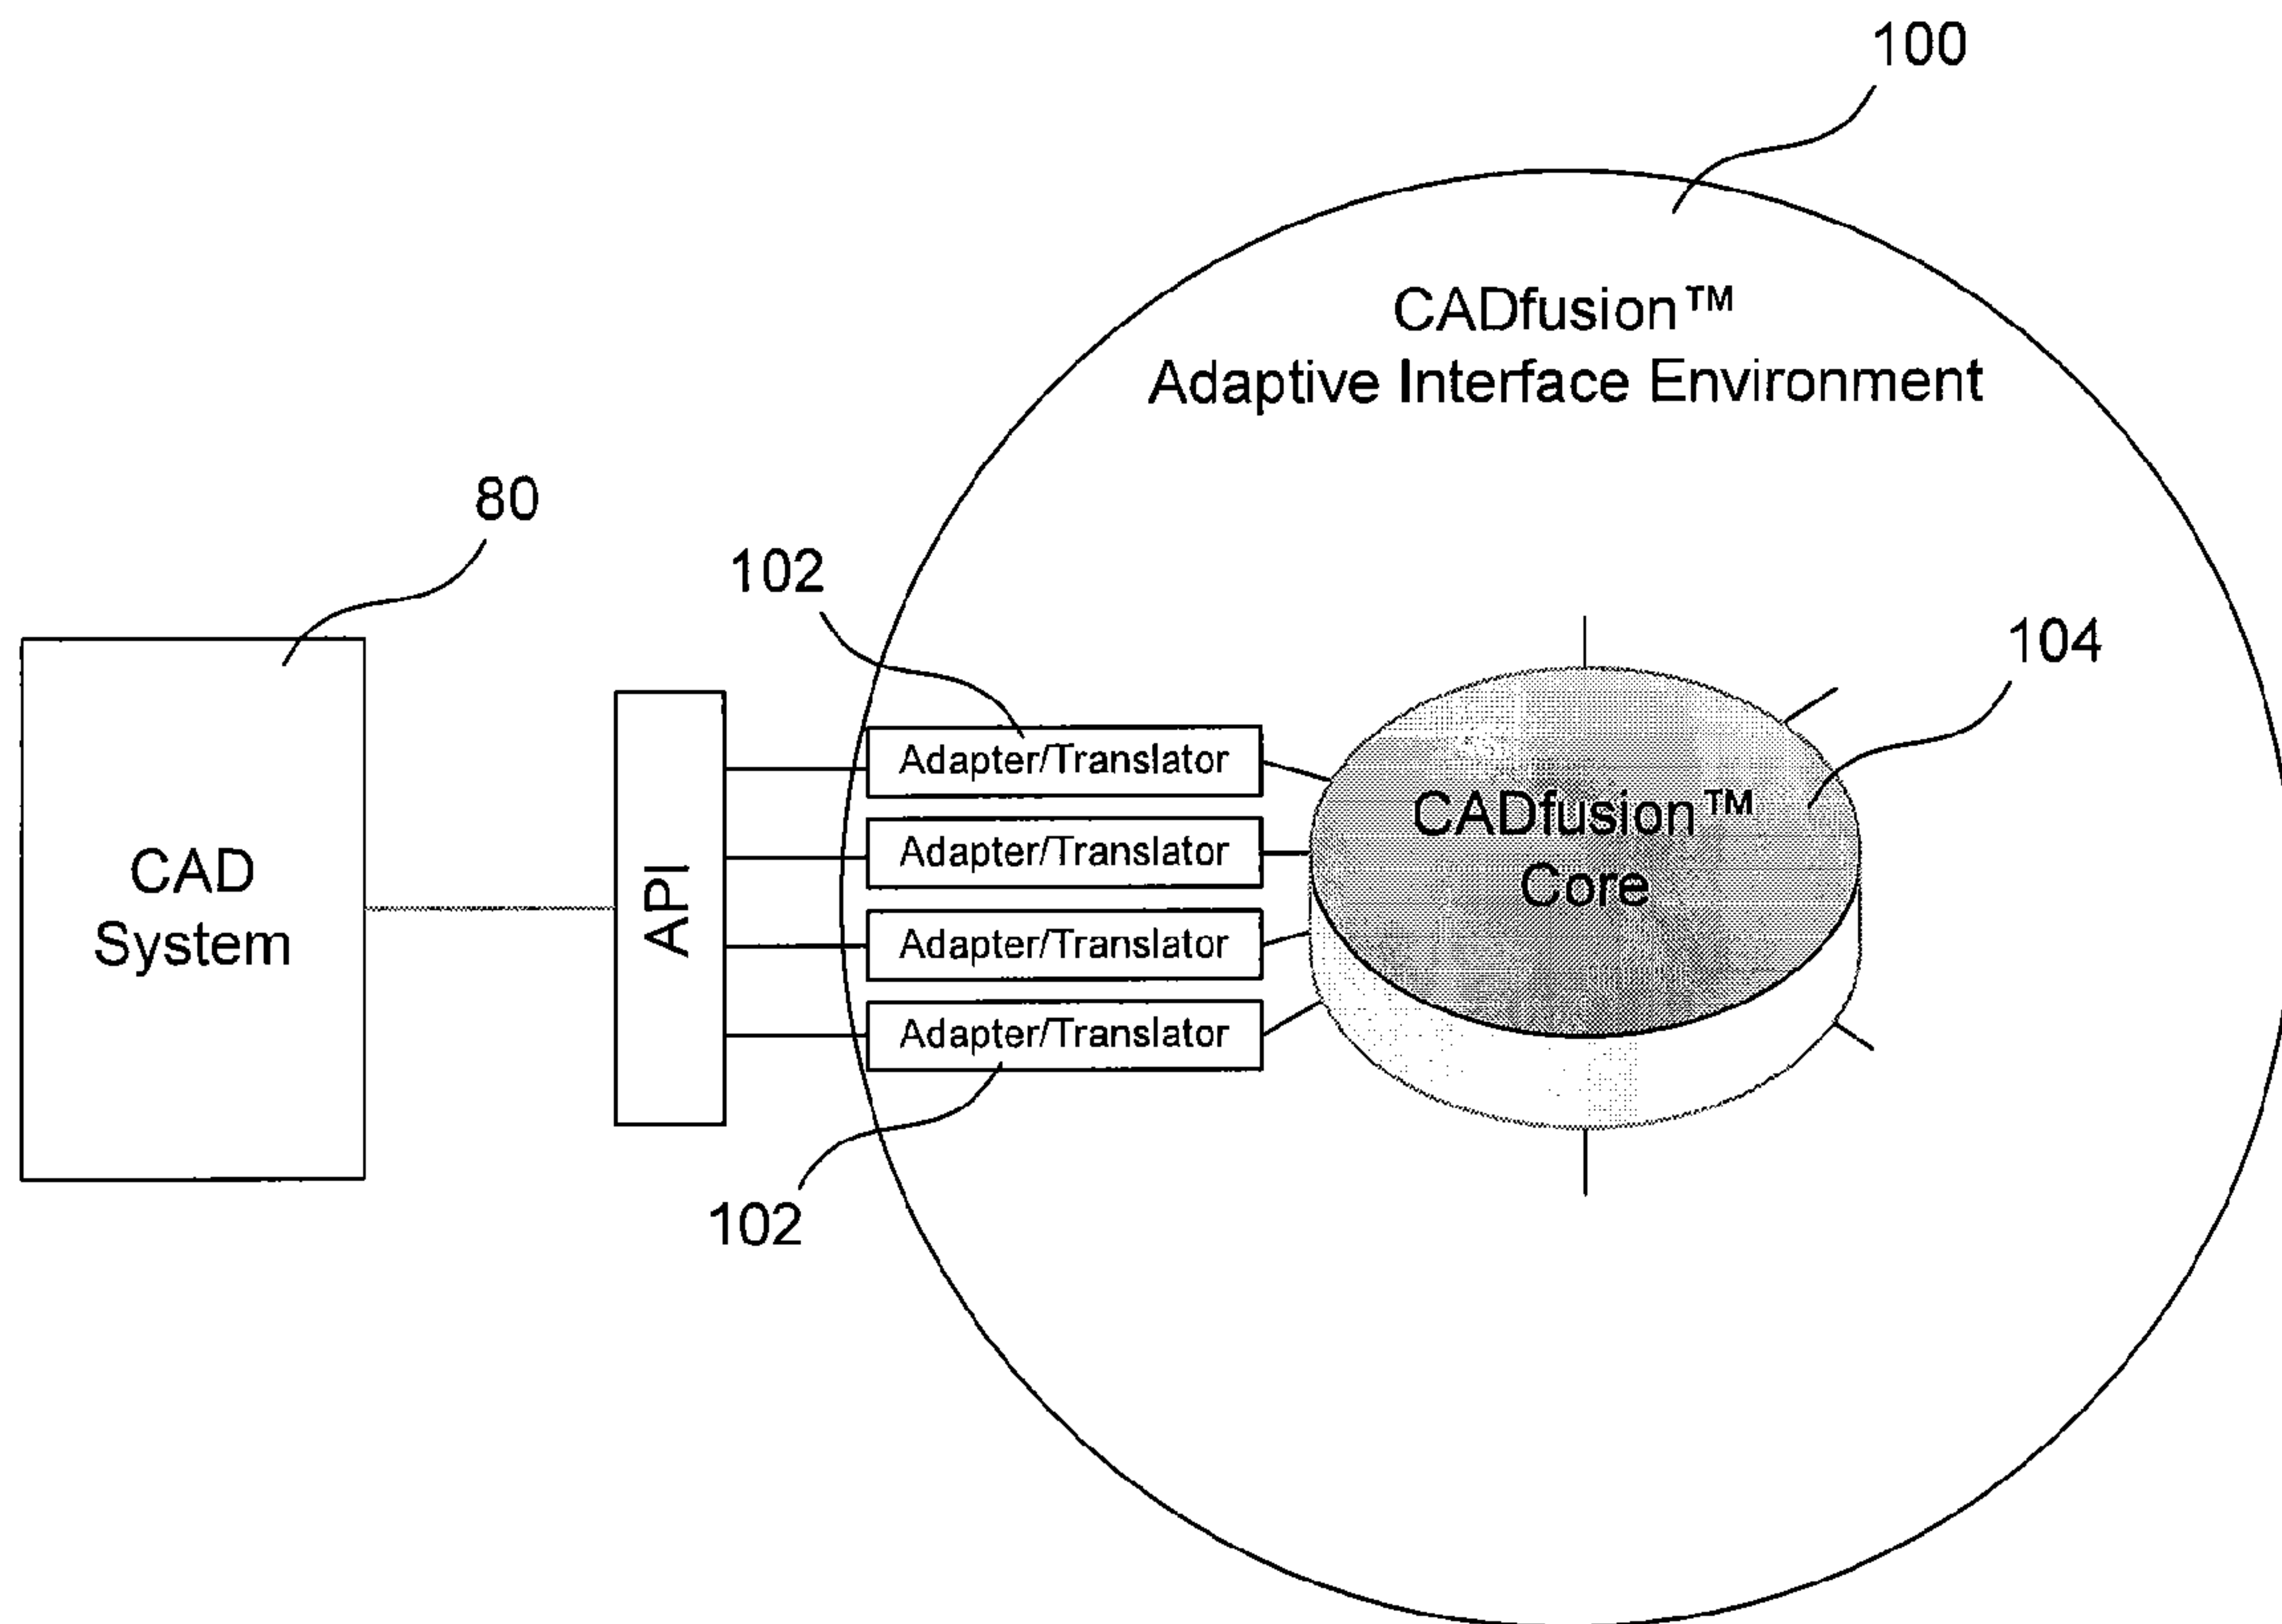 100
CADfusion™
Adaptive Interface Environment
80
102
104
Adapter/Translator
CADfusion™
Core
Adapter/Translator
CAD
System
API
Adapter/Translator
Adapter/Translator
102